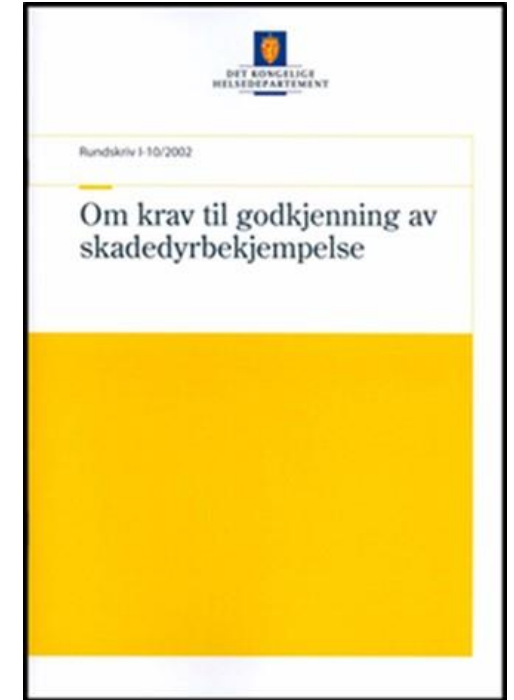 DET KONGELIGE
HELSEDEPARTEMENT
Rundskriv I-10/2002
Om krav til godkjenning av
skadedyrbekjempelse